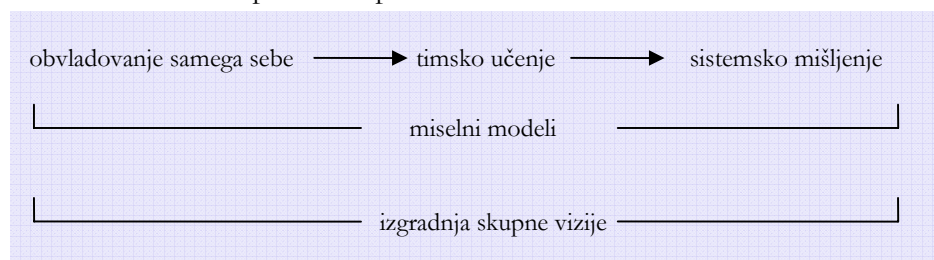 obvladovanje samega sebe timsko učenje sistemsko mišljenje
miselni modeli
izgradnja skupne vizije